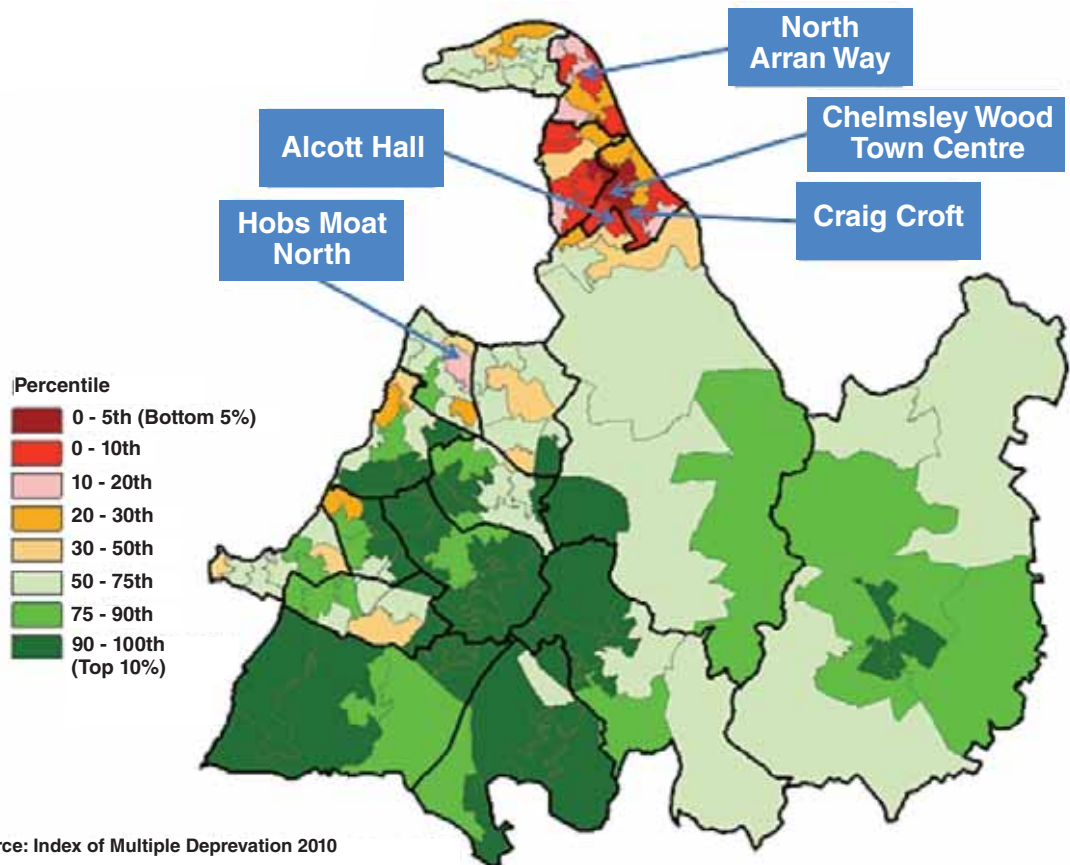 North
Arran Way
Chelmsley Wood
Town Centre
Alcott Hall
Craig Croft
Hobs Moat
North
Percentile
0 - 5th (Bottom 5%)
0 - 10th
10 - 20th
20 - 30th
30 - 50th
50 - 75th
75 - 90th
90 - 100th
(Top 10%)
rce: Index of Multiple Deprevation 2010